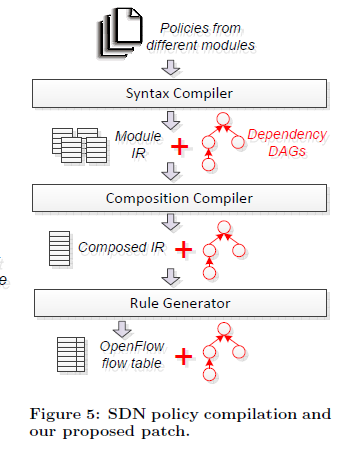 Policies from
different modules
Syntax Compiler
Module
IR
Dependency
DAGs
Composition Compiler
Composed IR
e
Rule Generator
OpenFlow
flow table
Figure 5: SDN policy compilation and
our proposed patch.